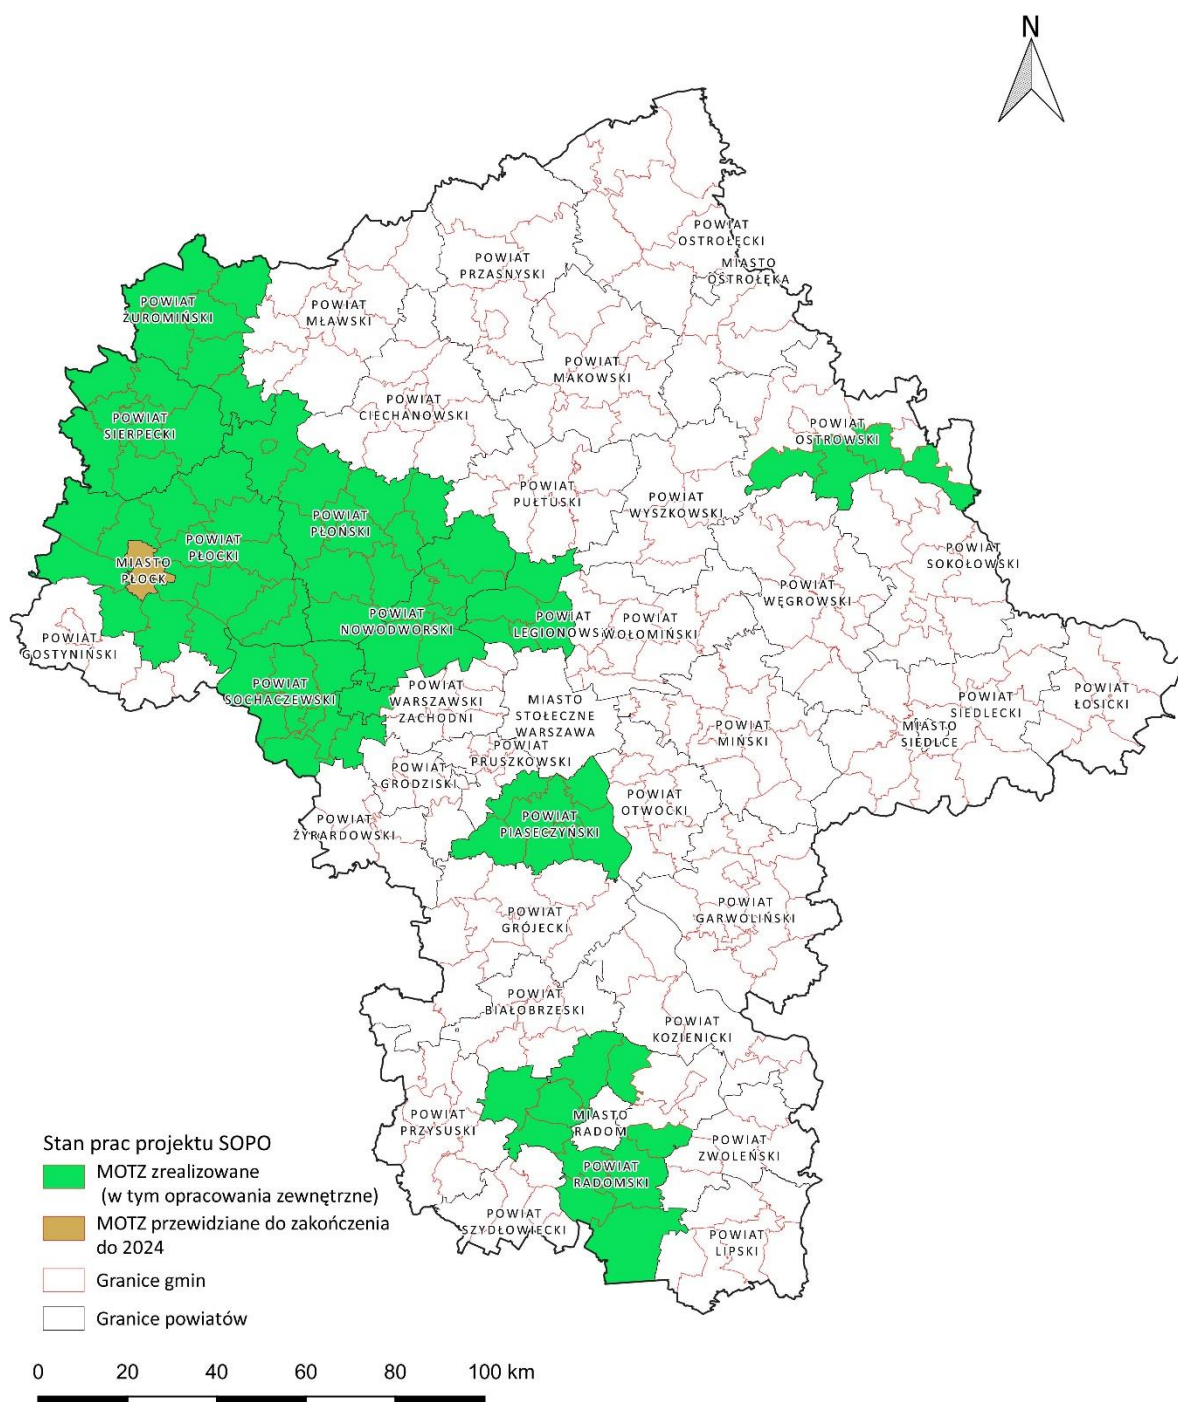 N
POWIAT
OSTROŁĘCKI
MIASTO
OSTROŁĘKA
POWIAT
PRZASNYSKI
POWIAT
ŻUROMIŃSKI
POWIAT
MŁAWSKI
POWIAT
MAKOWSKI
POWIAT
CIECHANOWSKI
POWIAT
SIERPECKI
POWIAT
OSTROWSKI
POWIAT
PUŁTUSKI
POWIAT
WYSZKOWSKI
POWIAT
PŁOŃSKI
POWIAT
PŁOCKI
MIASTO
PŁOCK
POWIAT
SOKOŁOWSKI
POWIAT
WĘGROWSKI
POWIAT
NOWODWORSKI
POWIAT
LEGIONOWS
POWIAT
WOŁOMIŃSKI
POWIAT
GOSTYNIŃSKI
POWIAT
SOCHACZEWSKI
POWIAT
WARSZAWSKI
ZACHODNI
MIASTO
STOŁECZNE
WARSZAWA
POWIAT
MIŃSKI
POWIAT
SIEDLECKI
MIASTO
SIEDLCE
POWIAT
ŁOSICKI
POWIAT
PRUSZKOWSKI
POWIAT
GRODZISKI
POWIAT
OTWOCKI
POWIAT
ŻYRARDOWSKI
POWIAT
PIASECZYŃSKI
POWIAT
GARWOLIŃSKI
POWIAT
GRÓJECKI
POWIAT
BIAŁOBRZESKI
POWIAT
KOZIENICKI
POWIAT
PRZYSUSKI
MIASTO
RADOM
POWIAT
ZWOLEŃSKI
POWIAT
RADOMSKI
POWIAT
SZYDŁOWIECKI
POWIAT
LIPSKI
Stan prac projektu SOPO
MOTZ zrealizowane
(w tym opracowania zewnętrzne)
MOTZ przewidziane do zakończenia
do 2024
Granice gmin
Granice powiatów
0 20 40 60 80 100 km